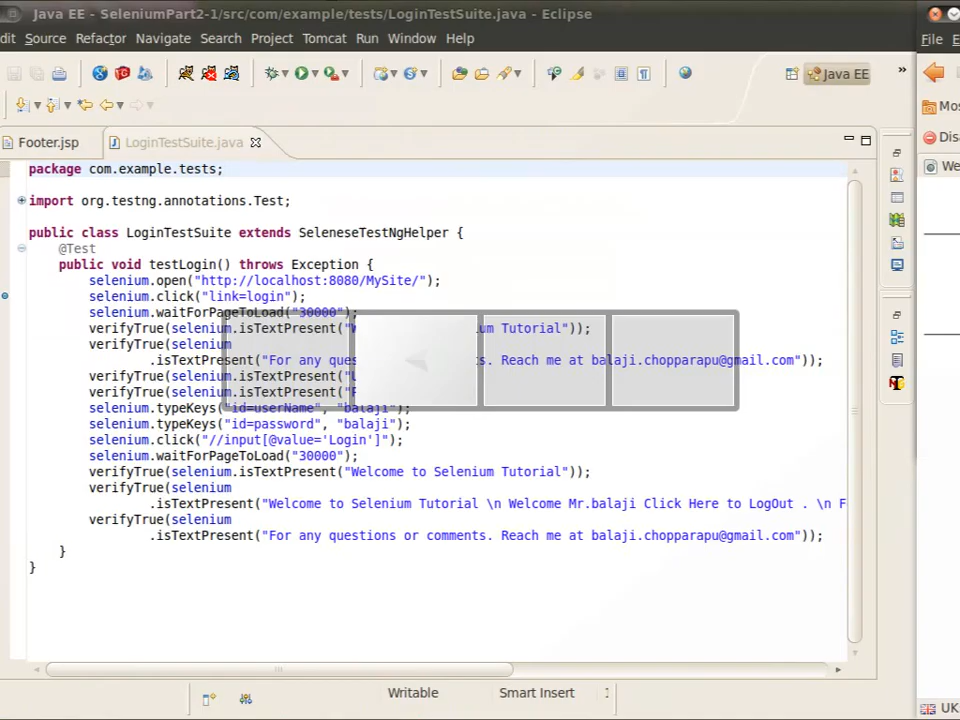 Java EE - SeleniumPart2-1/src/com/example/tests/LoginTestSuite.java - Eclipse
dit Source Refactor Navigate Search Project Tomcat Run Window Help
File E
Java EE
»
Mos
Footer.jsp
LoginTestSuite.java
Disa
We
package com.example.tests;
import org.testng.annotations.Test;
public class LoginTestSuite extends SeleneseTestNgHelper {
@Test
public void testLogin() throws Exception {
selenium.open("http://localhost:8080/MySite/");
selenium.click("link=login");
selenium.waitForPageToLoad("30000");
verifyTrue(selenium.isTextPresent("W ium Tutorial"));
verifyTrue(selenium
.isTextPresent("For any ques s. Reach me at balaji.chopparapu@gmail.com"));
verifyTrue(selenium.isTextPresent("
verifyTrue(selenium.isTextPresent("
selenium.typeKeys("id=userName", "balaji");
selenium.typeKeys("id=password", "balaji");
selenium.click("//input[@value='Login']");
selenium.waitForPageToLoad("30000");
verifyTrue(selenium.isTextPresent("Welcome to Selenium Tutorial"));
verifyTrue(selenium
.isTextPresent("Welcome to Selenium Tutorial \n Welcome Mr.balaji Click Here to LogOut . \n F
verifyTrue(selenium
.isTextPresent("For any questions or comments. Reach me at balaji.chopparapu@gmail.com"));
}
}
Writable Smart Insert
UK